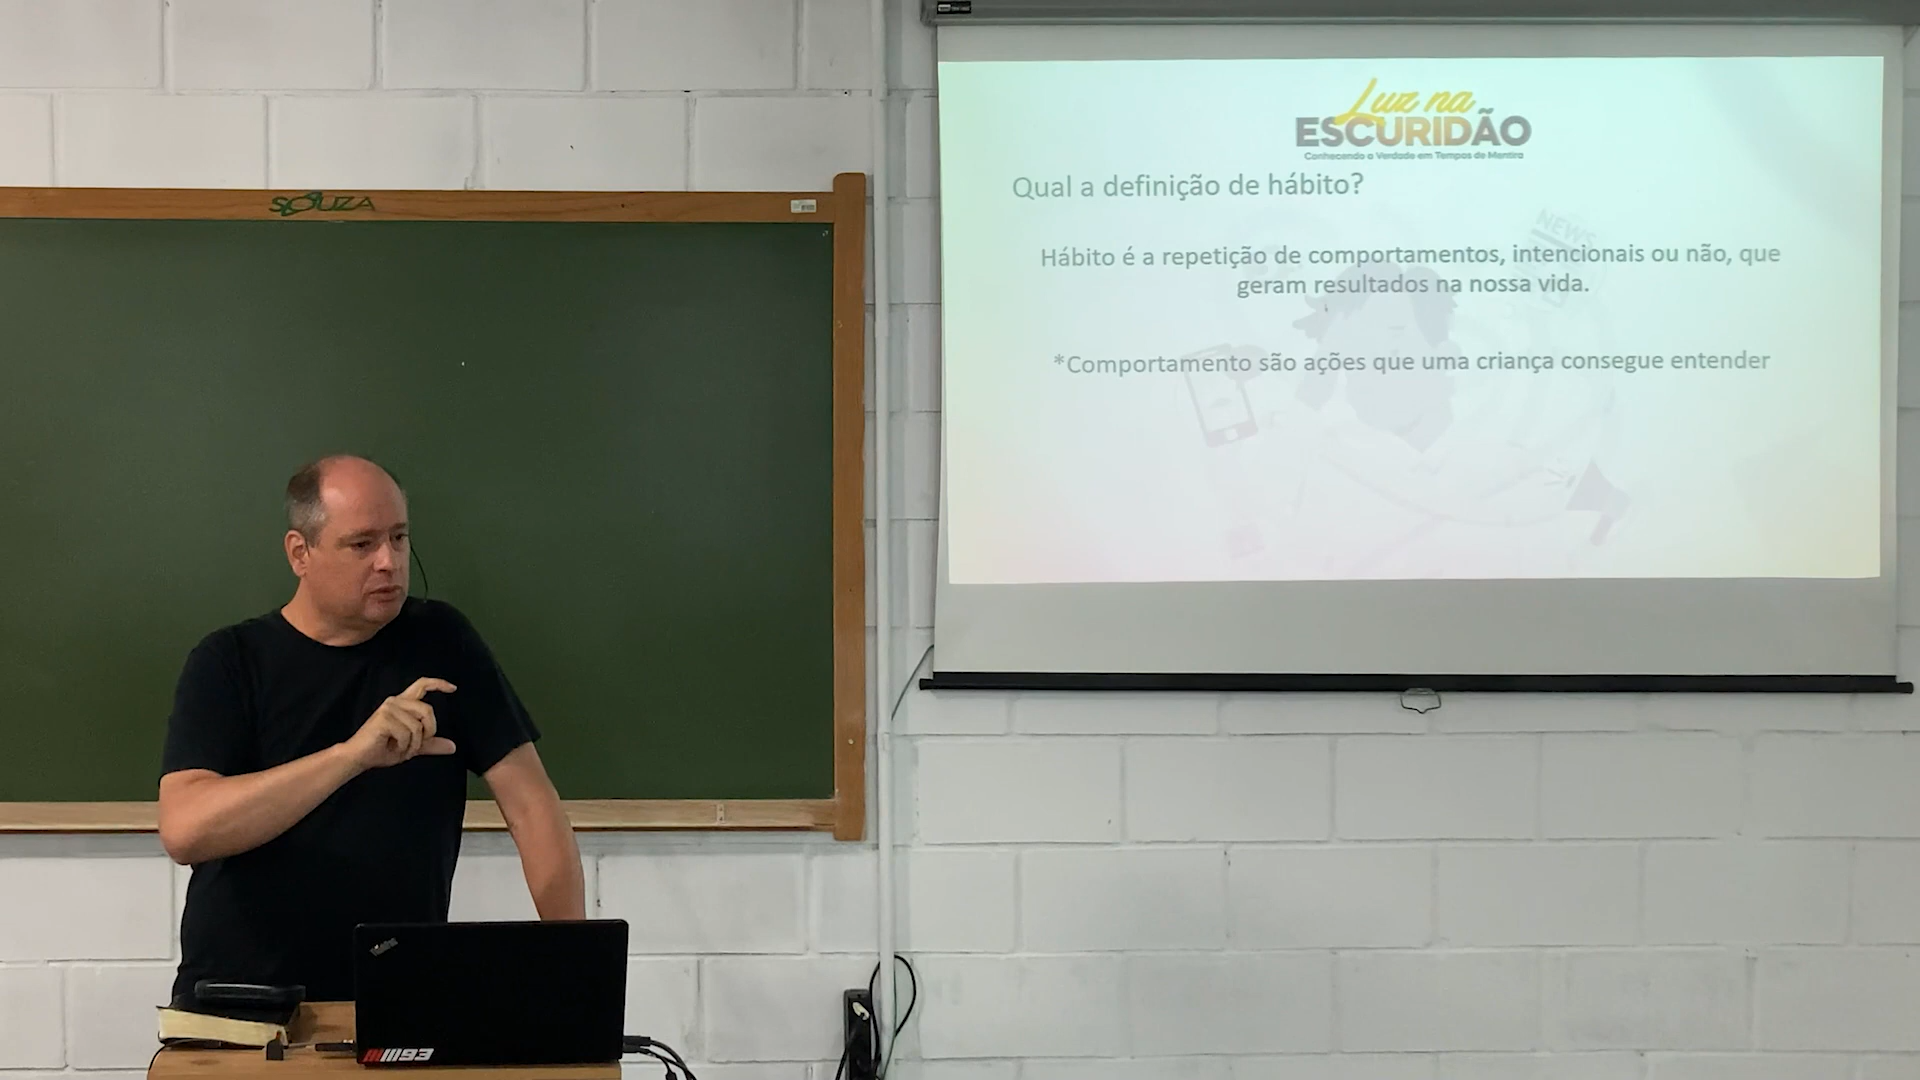 SOUZA
Luz na
ESCURIDÃO
Conhecendo a Verdade em Tempos de Mentira
Qual a definição de hábito?
NEWS
Hábito é a repetição de comportamentos, intencionais ou não, que
geram resultados na nossa vida.
*Comportamento são ações que uma criança consegue entender
93